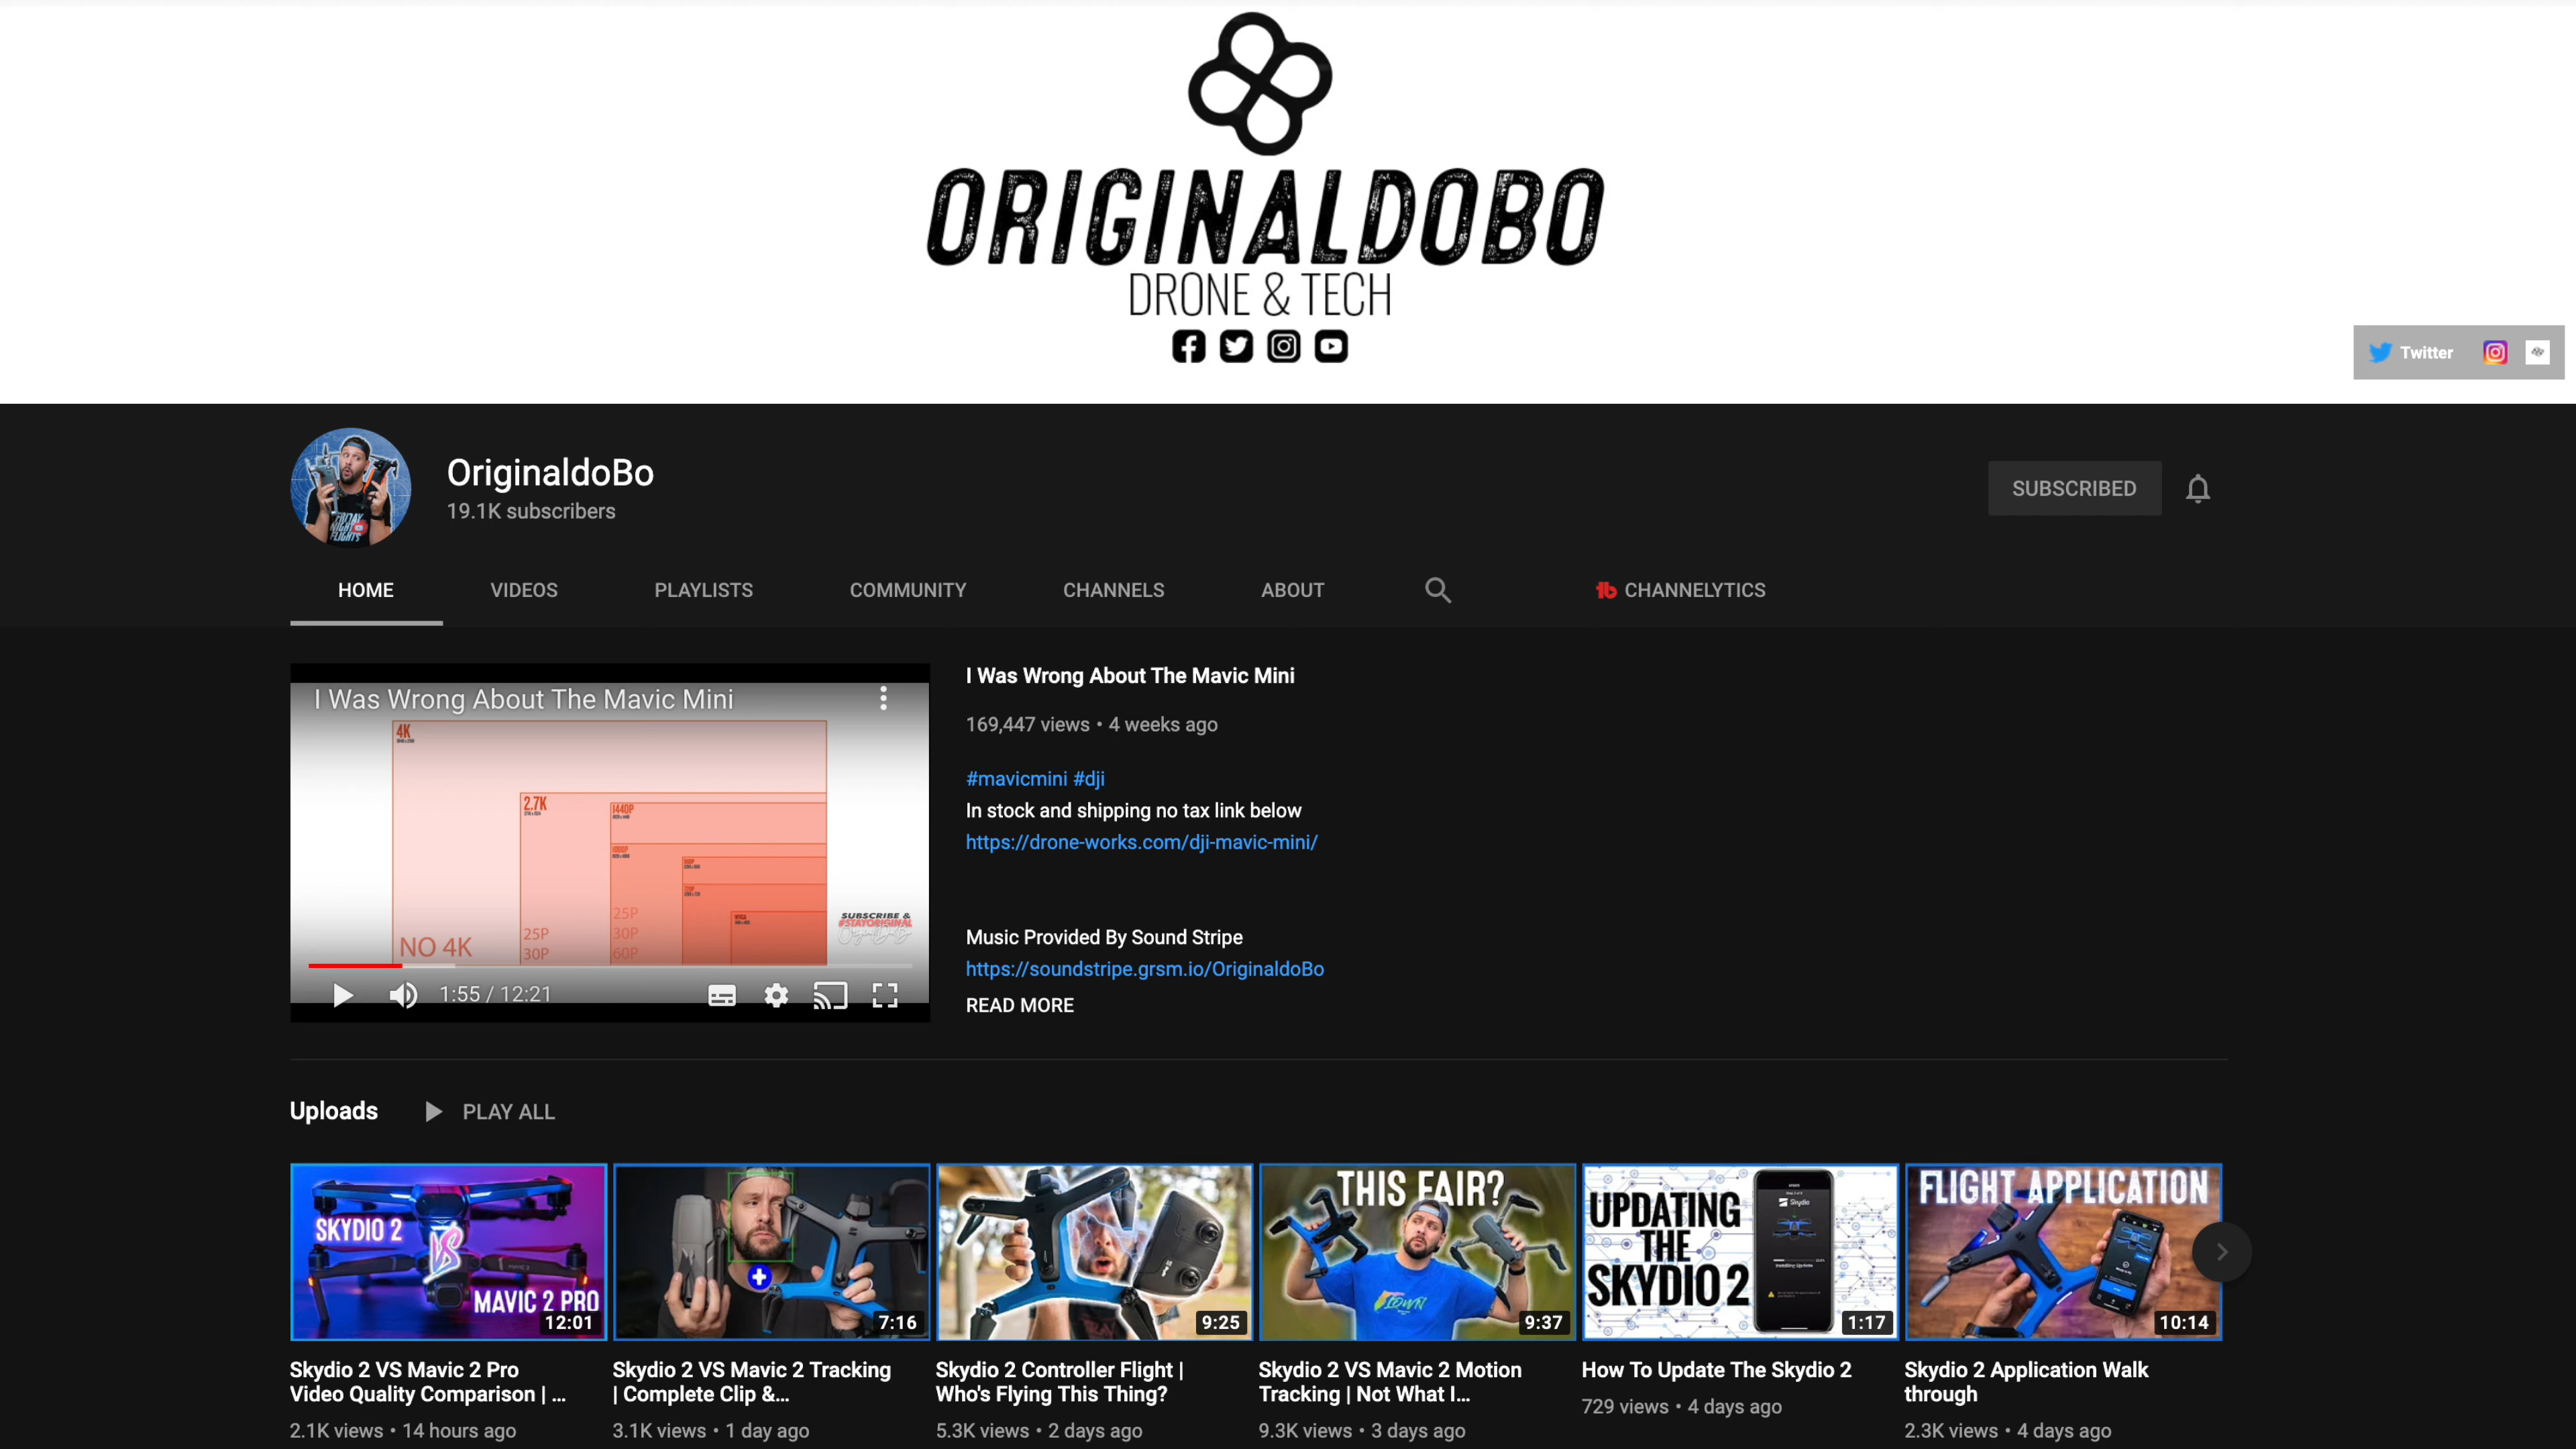 ORIGINALDOBO
DRONE & TECH
Twitter
OriginaldoBo
19.1K subscribers
SUBSCRIBED
HOME
VIDEOS
PLAYLISTS
COMMUNITY
CHANNELS
ABOUT
CHANNELYTICS
I Was Wrong About The Mavic Mini
4K
2.7K
1440P
25P
30P
60P
25P
30P
NO 4K
SUBSCRIBE &
#STAYORIGINAL
OriginaldoBo
1:55 / 12:21
I Was Wrong About The Mavic Mini
169,447 views • 4 weeks ago
#mavicmini #dji
In stock and shipping no tax link below
https://drone-works.com/dji-mavic-mini/
Music Provided By Sound Stripe
https://soundstripe.grsm.io/OriginaldoBo
READ MORE
Uploads
PLAY ALL
SKYDIO 2
VS
MAVIC 2 PRO
12:01
7:16
9:25
THIS FAIR?
9:37
UPDATING
THE
SKYDIO 2
Skydio
Installing Update
1:17
FLIGHT APPLICATION
10:14
Skydio 2 VS Mavic 2 Pro
Video Quality Comparison | ...
2.1K views • 14 hours ago
Skydio 2 VS Mavic 2 Tracking
| Complete Clip &...
3.1K views • 1 day ago
Skydio 2 Controller Flight |
Who's Flying This Thing?
5.3K views • 2 days ago
Skydio 2 VS Mavic 2 Motion
Tracking | Not What I...
9.3K views • 3 days ago
How To Update The Skydio 2
729 views • 4 days ago
Skydio 2 Application Walk
through
2.3K views • 4 days ago